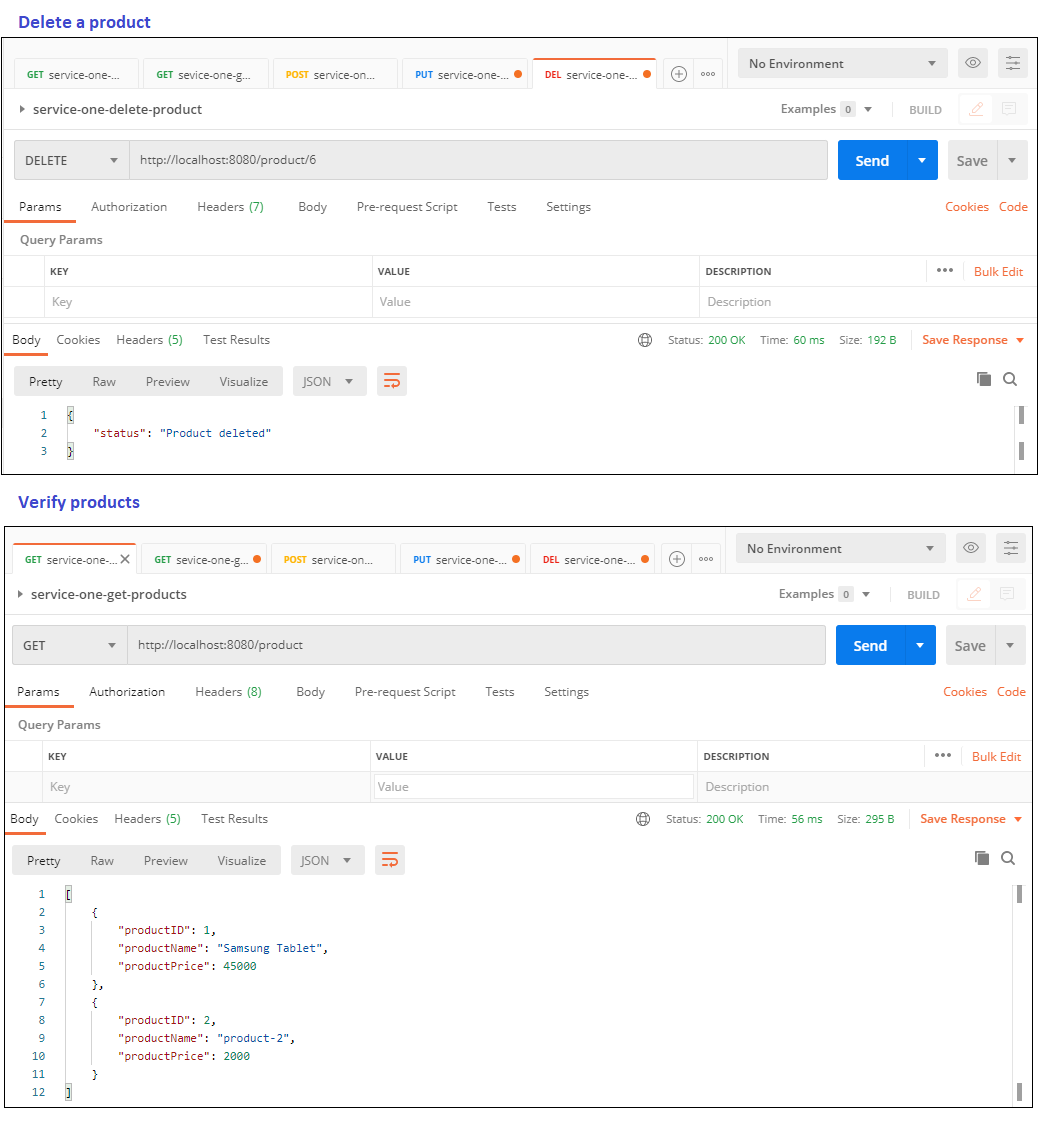 Delete a product
GET service-one-... GET sevice-one-g... POST service-on... PUT service-one-... DEL service-one-... No Environment
service-one-delete-product Examples 0 BUILD
DELETE http://localhost:8080/product/6 Send Save
Params Authorization Headers (7) Body Pre-request Script Tests Settings Cookies Code
Query Params
KEY VALUE DESCRIPTION ••• Bulk Edit
Key Value Description
Body Cookies Headers (5) Test Results Status: 200 OK Time: 60 ms Size: 192 B Save Response
Pretty Raw Preview Visualize JSON
1 {
2 "status": "Product deleted"
3 }
Verify products
GET service-one-... GET sevice-one-g... POST service-on... PUT service-one-... DEL service-one-... No Environment
service-one-get-products Examples 0 BUILD
GET http://localhost:8080/product Send Save
Params Authorization Headers (8) Body Pre-request Script Tests Settings Cookies Code
Query Params
KEY VALUE DESCRIPTION ••• Bulk Edit
Key Value Description
Body Cookies Headers (5) Test Results Status: 200 OK Time: 56 ms Size: 295 B Save Response
Pretty Raw Preview Visualize JSON
1 [
2 {
3 "productID": 1,
4 "productName": "Samsung Tablet",
5 "productPrice": 45000
6 },
7 {
8 "productID": 2,
9 "productName": "product-2",
10 "productPrice": 2000
11 }
12 ]